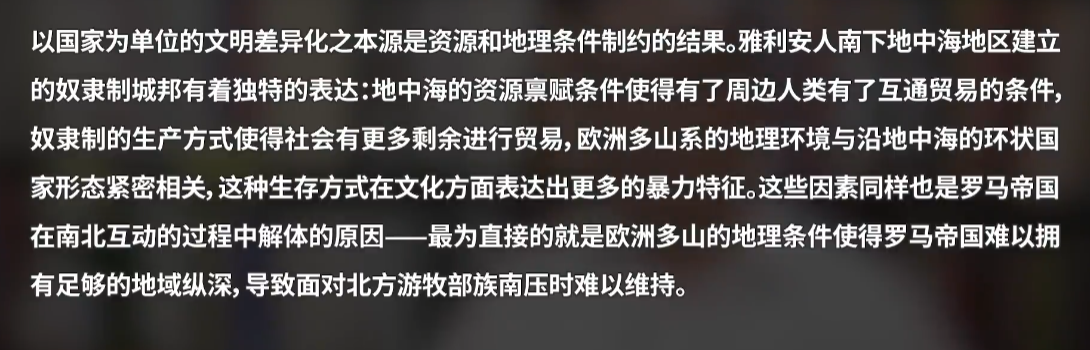 以国家为单位的文明差异化之本源是资源和地理条件制约的结果。雅利安人南下地中海地区建立
的奴隶制城邦有着独特的表达：地中海的资源禀赋条件使得有了周边人类有了互通贸易的条件，
奴隶制的生产方式使得社会有更多剩余进行贸易，欧洲多山系的地理环境与沿地中海的环状国
家形态紧密相关，这种生存方式在文化方面表达出更多的暴力特征。这些因素同样也是罗马帝国
在南北互动的过程中解体的原因——最为直接的就是欧洲多山的地理条件使得罗马帝国难以拥
有足够的地域纵深，导致面对北方游牧部族南压时难以维持。